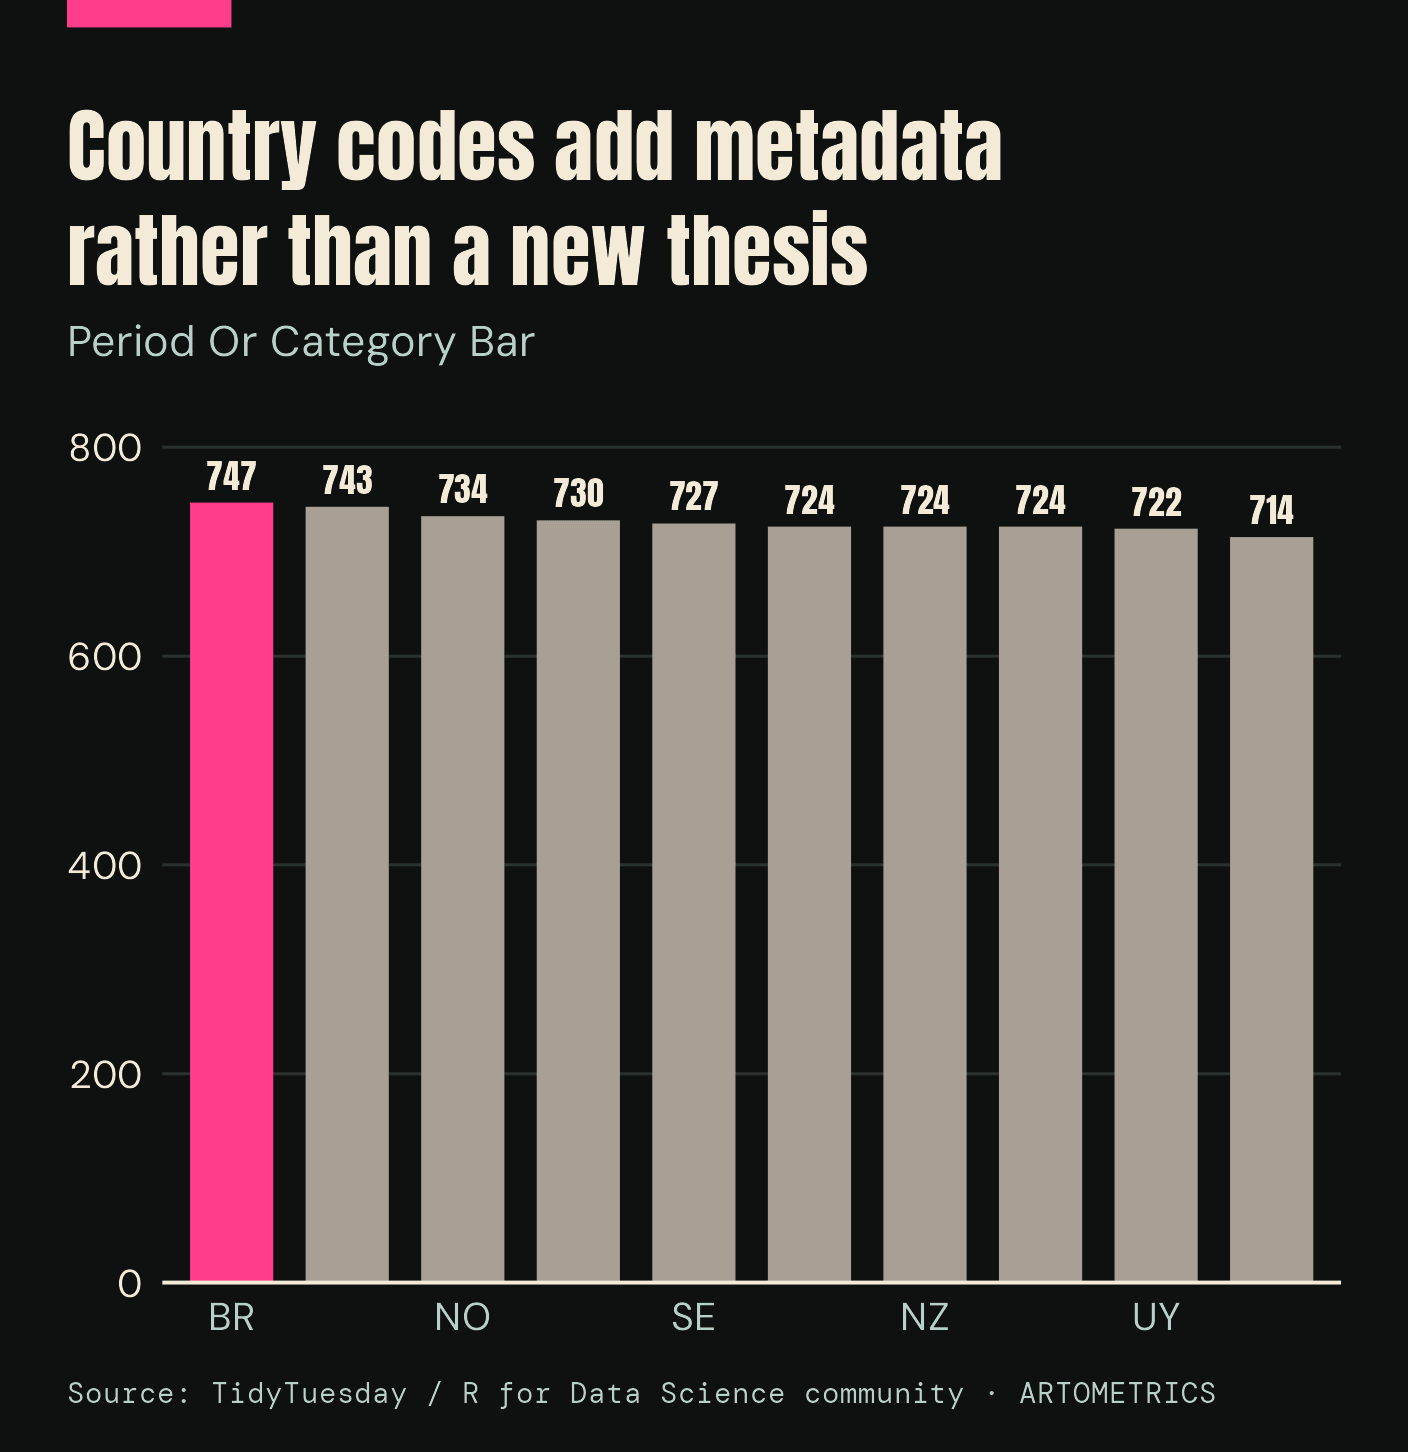 Country codes add metadata
rather than a new thesis
Period Or Category Bar
800
747 743 734 730 727 724 724 724 722 714
600
400
200
0
BR NO SE NZ UY
Source: TidyTuesday / R for Data Science community · ARTOMETRICS